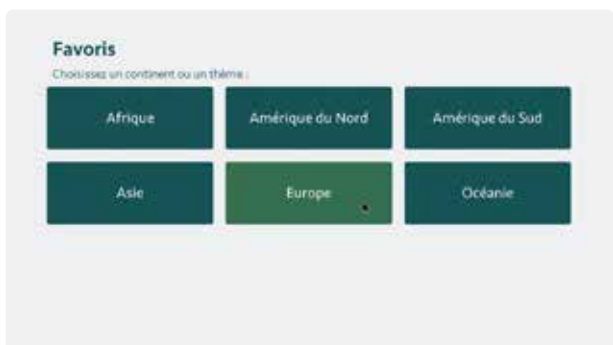 Favoris
Choisissez un continent ou un thème :
Afrique
Amérique du Nord
Amérique du Sud
Asie
Europe
Océanie